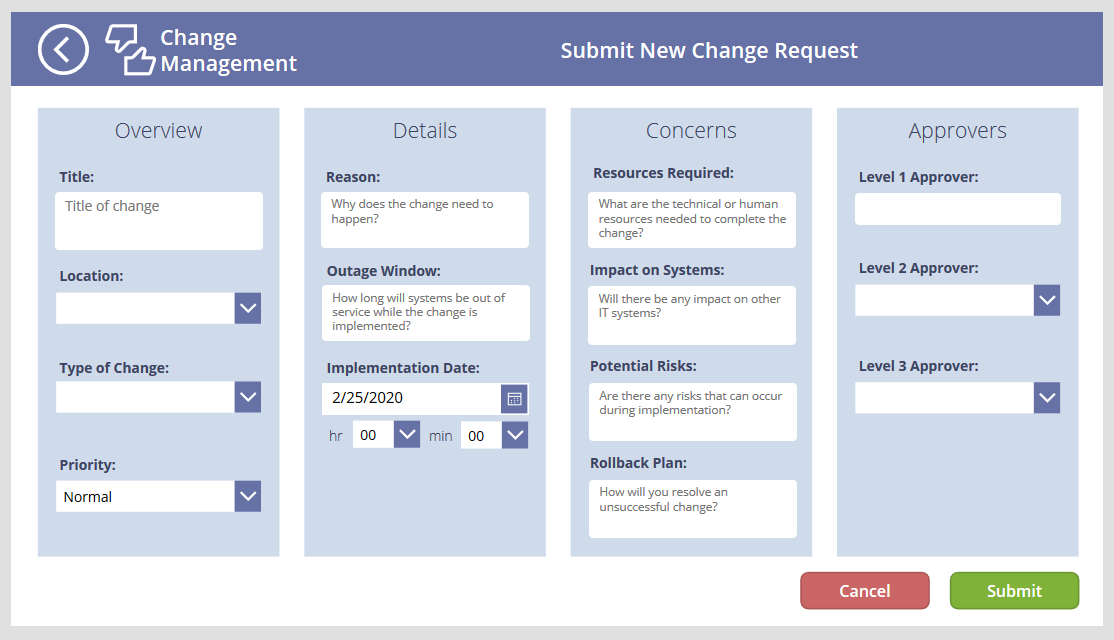 Change
Management
Submit New Change Request
Overview
Title:
Title of change
Location:
Type of Change:
Priority:
Normal
Details
Reason:
Why does the change need to
happen?
Outage Window:
How long will systems be out of
service while the change is
implemented?
Implementation Date:
2/25/2020
hr 00 min 00
Concerns
Resources Required:
What are the technical or human
resources needed to complete the
change?
Impact on Systems:
Will there be any impact on other
IT systems?
Potential Risks:
Are there any risks that can occur
during implementation?
Rollback Plan:
How will you resolve an
unsuccessful change?
Approvers
Level 1 Approver:
Level 2 Approver:
Level 3 Approver:
Cancel
Submit